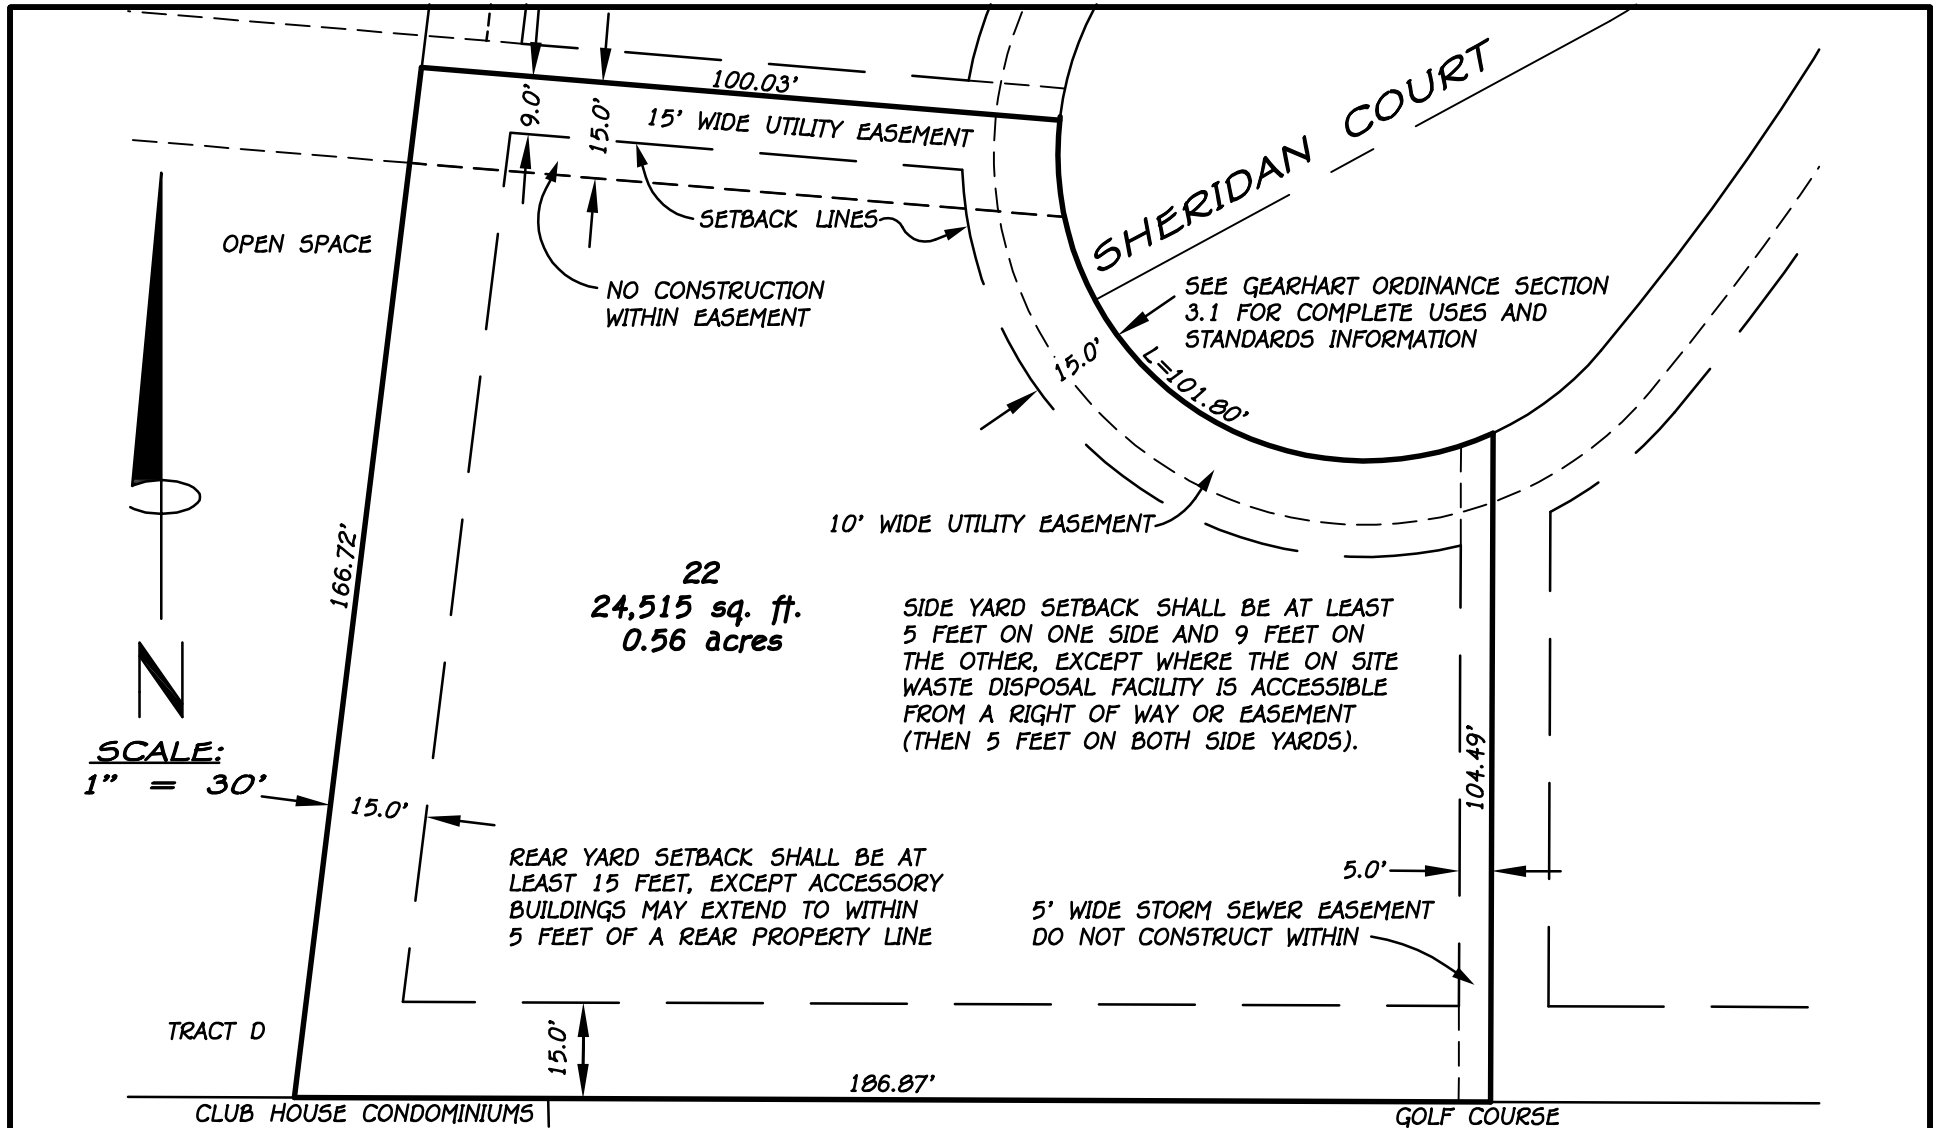 100.03'
9.0'
15.0'
15' WIDE UTILITY EASEMENT
SHERIDAN COURT
OPEN SPACE
SETBACK LINES
NO CONSTRUCTION
WITHIN EASEMENT
SEE GEARHART ORDINANCE SECTION
3.1 FOR COMPLETE USES AND
STANDARDS INFORMATION
15.0'
L=101.80'
166.72'
10' WIDE UTILITY EASEMENT
22
24,515 sq. ft.
0.56 acres
SIDE YARD SETBACK SHALL BE AT LEAST
5 FEET ON ONE SIDE AND 9 FEET ON
THE OTHER, EXCEPT WHERE THE ON SITE
WASTE DISPOSAL FACILITY IS ACCESSIBLE
FROM A RIGHT OF WAY OR EASEMENT
(THEN 5 FEET ON BOTH SIDE YARDS).
N
SCALE:
1" = 30'
15.0'
104.49'
REAR YARD SETBACK SHALL BE AT
LEAST 15 FEET, EXCEPT ACCESSORY
BUILDINGS MAY EXTEND TO WITHIN
5 FEET OF A REAR PROPERTY LINE
5.0'
5' WIDE STORM SEWER EASEMENT
DO NOT CONSTRUCT WITHIN
TRACT D
15.0'
186.87'
CLUB HOUSE CONDOMINIUMS
GOLF COURSE